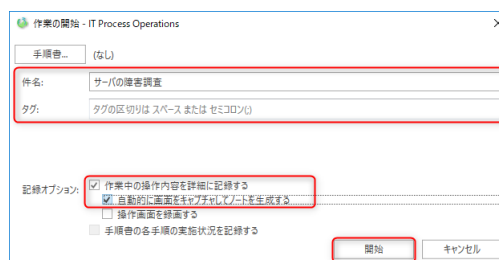 作業の開始 - IT Process Operations
手順書... (なし)
件名: サーバの障害調査
タグ: タグの区切りは スペース または セミコロン(;)
記録オプション: 作業中の操作内容を詳細に記録する
自動的に画面をキャプチャしてノートを生成する
操作画面を録画する
手順書の各手順の実施状況を記録する
開始 キャンセル